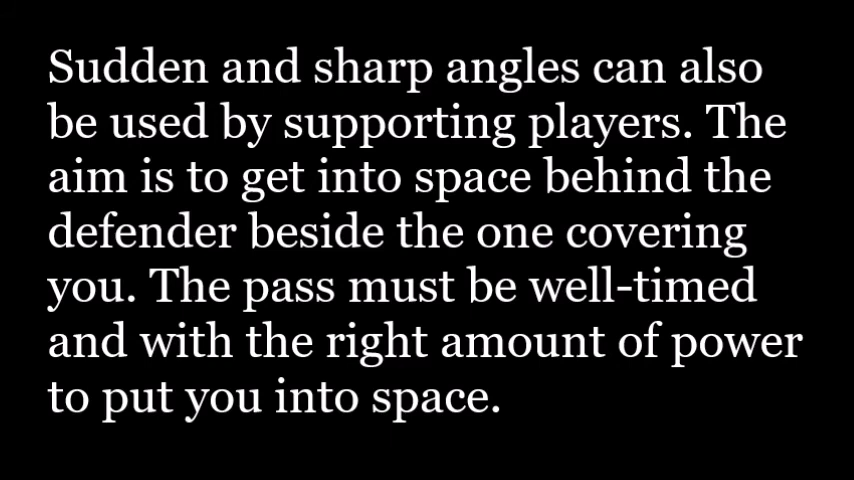 Sudden and sharp angles can also
be used by supporting players. The
aim is to get into space behind the
defender beside the one covering
you. The pass must be well-timed
and with the right amount of power
to put you into space.